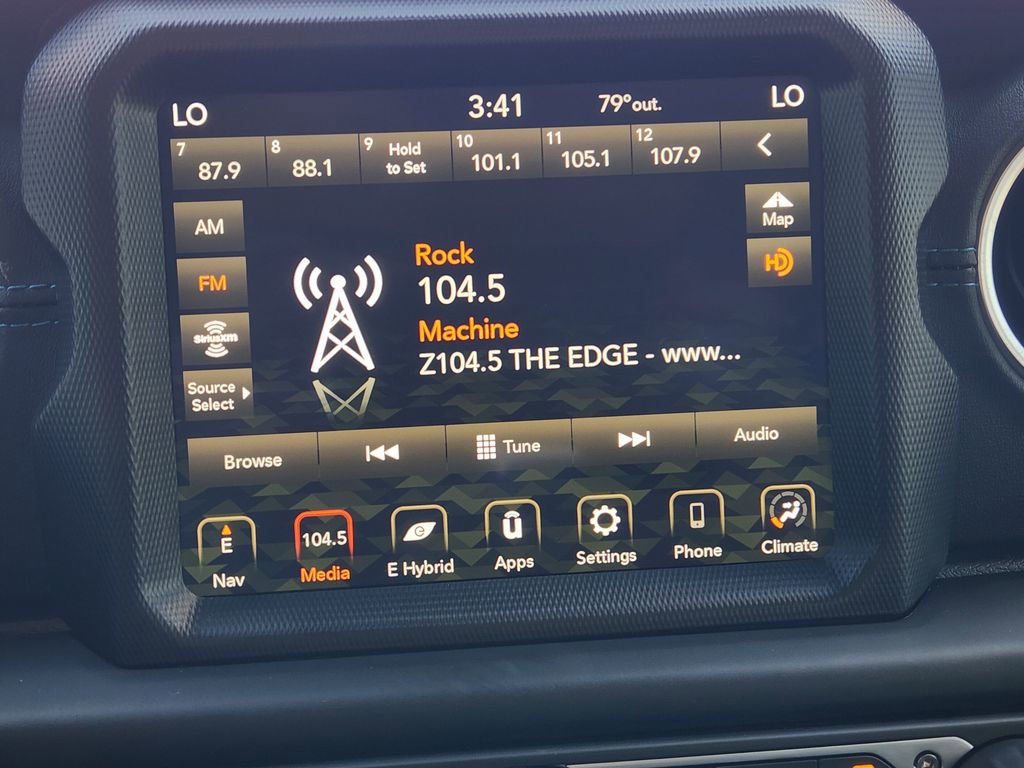 LO 3:41 79° out. LO
7 87.9 8 88.1 9 Hold to Set 10 101.1 11 105.1 12 107.9
AM
Map
FM
HD
SiriusXM
Source
Select
Rock
104.5
Machine
Z104.5 THE EDGE - www...
Browse Tune Audio
E 104.5 e U
Nav Media E Hybrid Apps Settings Phone Climate